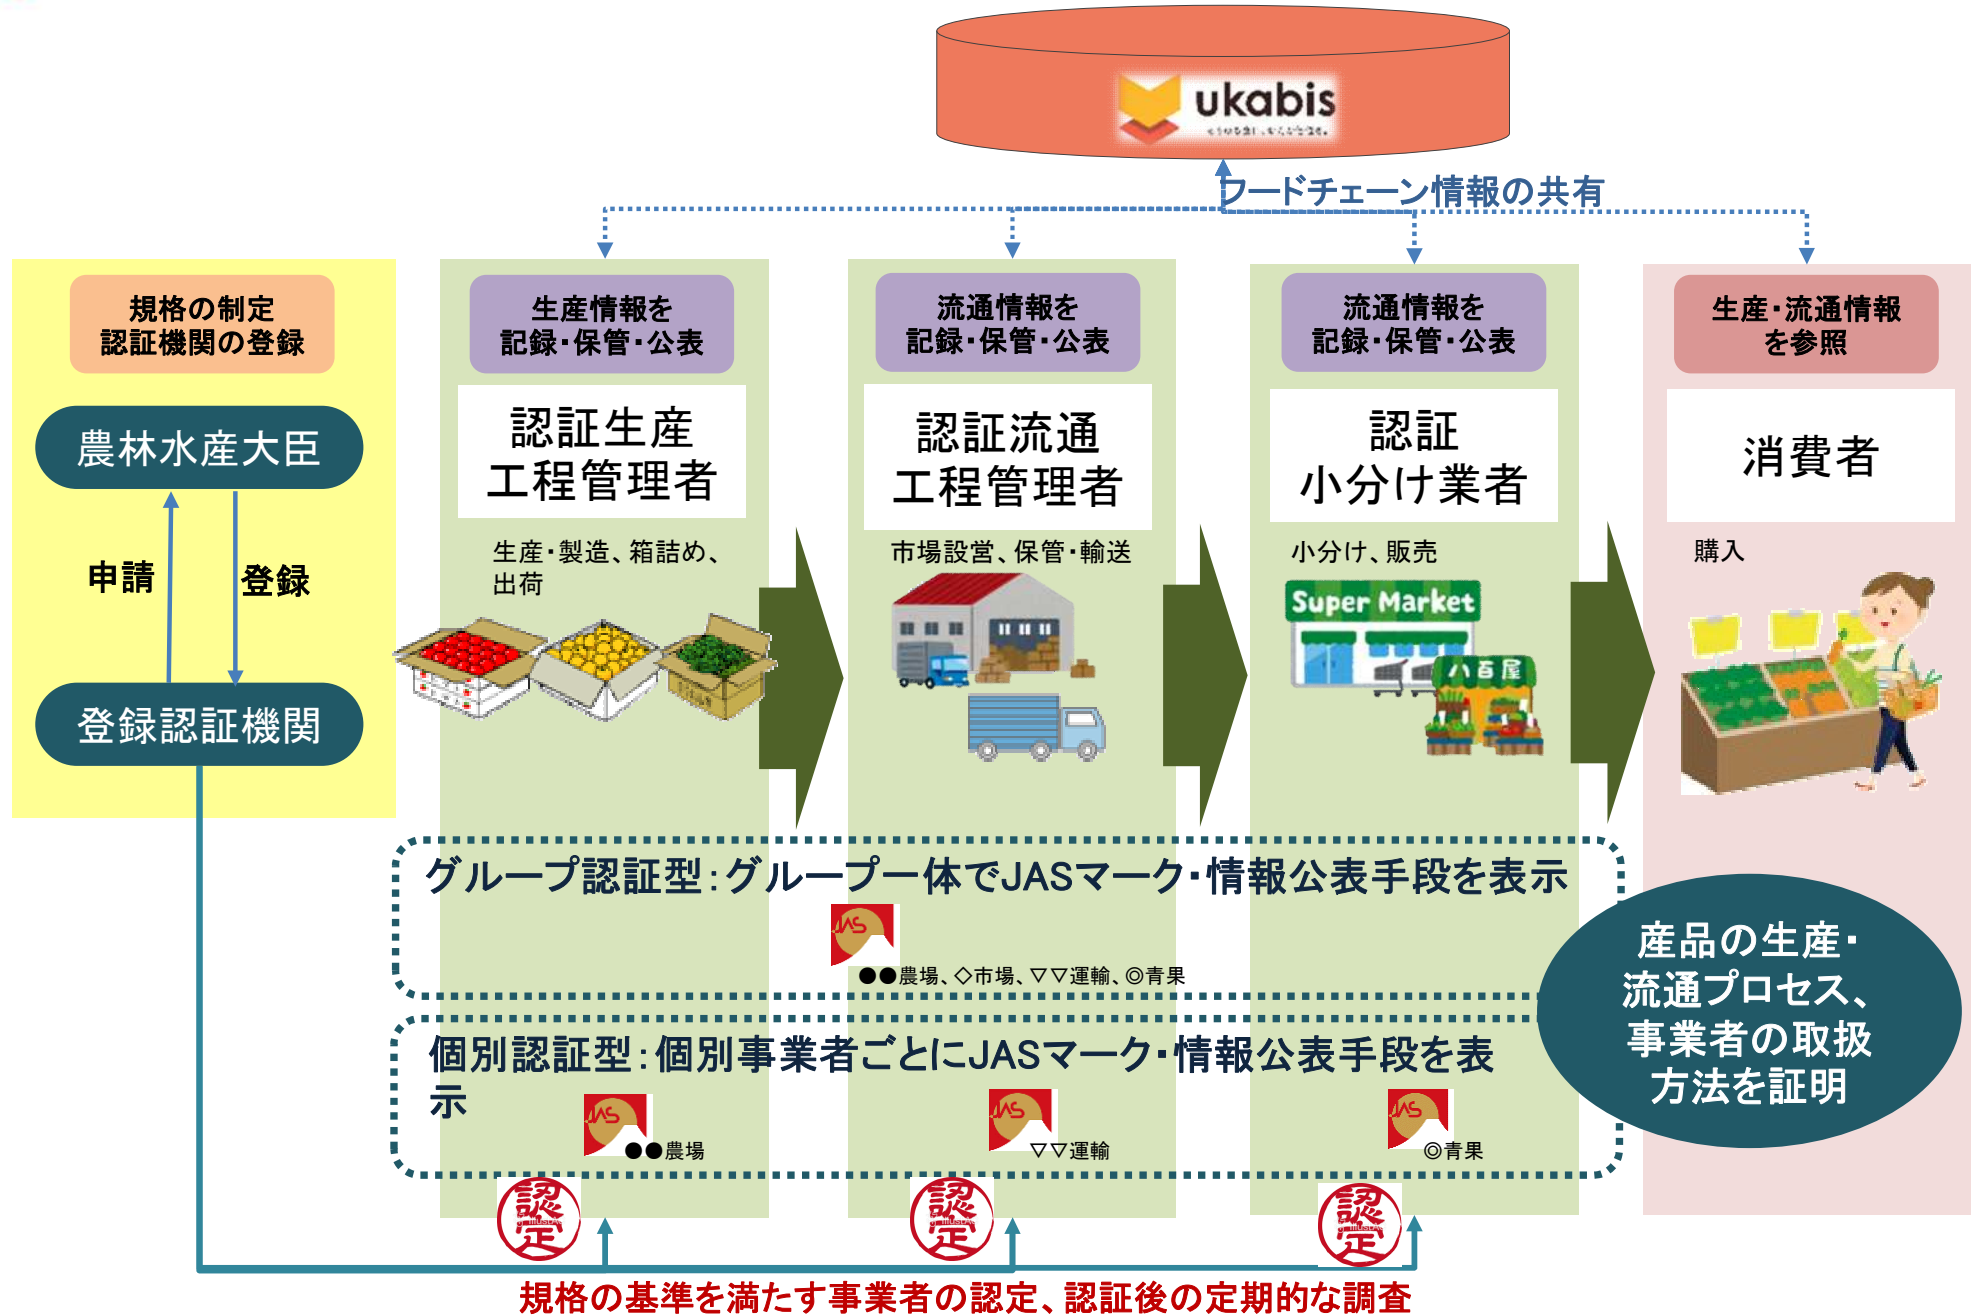 ukabis
フードチェーン情報の共有
規格の制定
認証機関の登録
農林水産大臣
申請
登録
登録認証機関
生産情報を
記録・保管・公表
認証生産
工程管理者
生産・製造、箱詰め、
出荷
流通情報を
記録・保管・公表
認証流通
工程管理者
市場設営、保管・輸送
流通情報を
記録・保管・公表
認証
小分け業者
小分け、販売
Super Market
八百屋
生産・流通情報
を参照
消費者
購入
グループ認証型：グループ一体でJASマーク・情報公表手段を表示
JAS
●●農場、◇市場、▽▽運輸、◎青果
個別認証型：個別事業者ごとにJASマーク・情報公表手段を表
示
JAS
●●農場
JAS
▽▽運輸
JAS
◎青果
産品の生産・
流通プロセス、
事業者の取扱
方法を証明
認定
認定
認定
規格の基準を満たす事業者の認定、認証後の定期的な調査